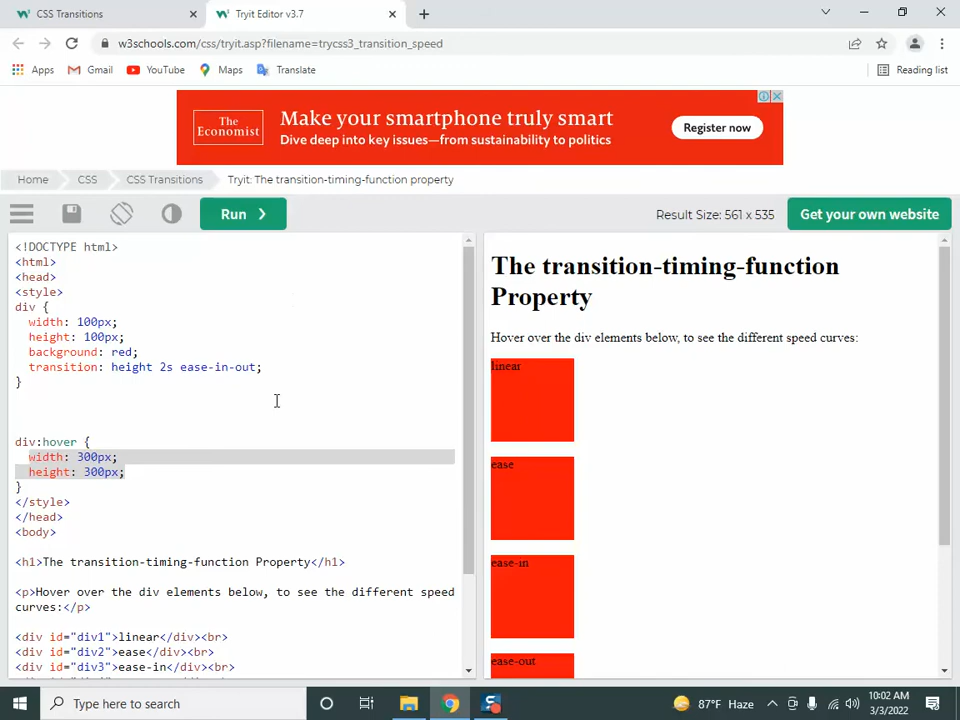 CSS Transitions
Tryit Editor v3.7
w3schools.com/css/tryit.asp?filename=trycss3_transition_speed
Apps
Gmail
YouTube
Maps
Translate
Reading list
The Economist
Make your smartphone truly smart
Dive deep into key issues—from sustainability to politics
Register now
Home
CSS
CSS Transitions
Tryit: The transition-timing-function property
Run ❯
Result Size: 561 x 535
Get your own website
<!DOCTYPE html>
<html>
<head>
<style>
div {
  width: 100px;
  height: 100px;
  background: red;
  transition: height 2s ease-in-out;
}
div:hover {
  width: 300px;
  height: 300px;
}
</style>
</head>
<body>
<h1>The transition-timing-function Property</h1>
<p>Hover over the div elements below, to see the different speed
curves:</p>
<div id="div1">linear</div><br>
<div id="div2">ease</div><br>
<div id="div3">ease-in</div><br>
The transition-timing-function
Property
Hover over the div elements below, to see the different speed curves:
linear
ease
ease-in
ease-out
Type here to search
87°F Haze
10:02 AM
3/3/2022